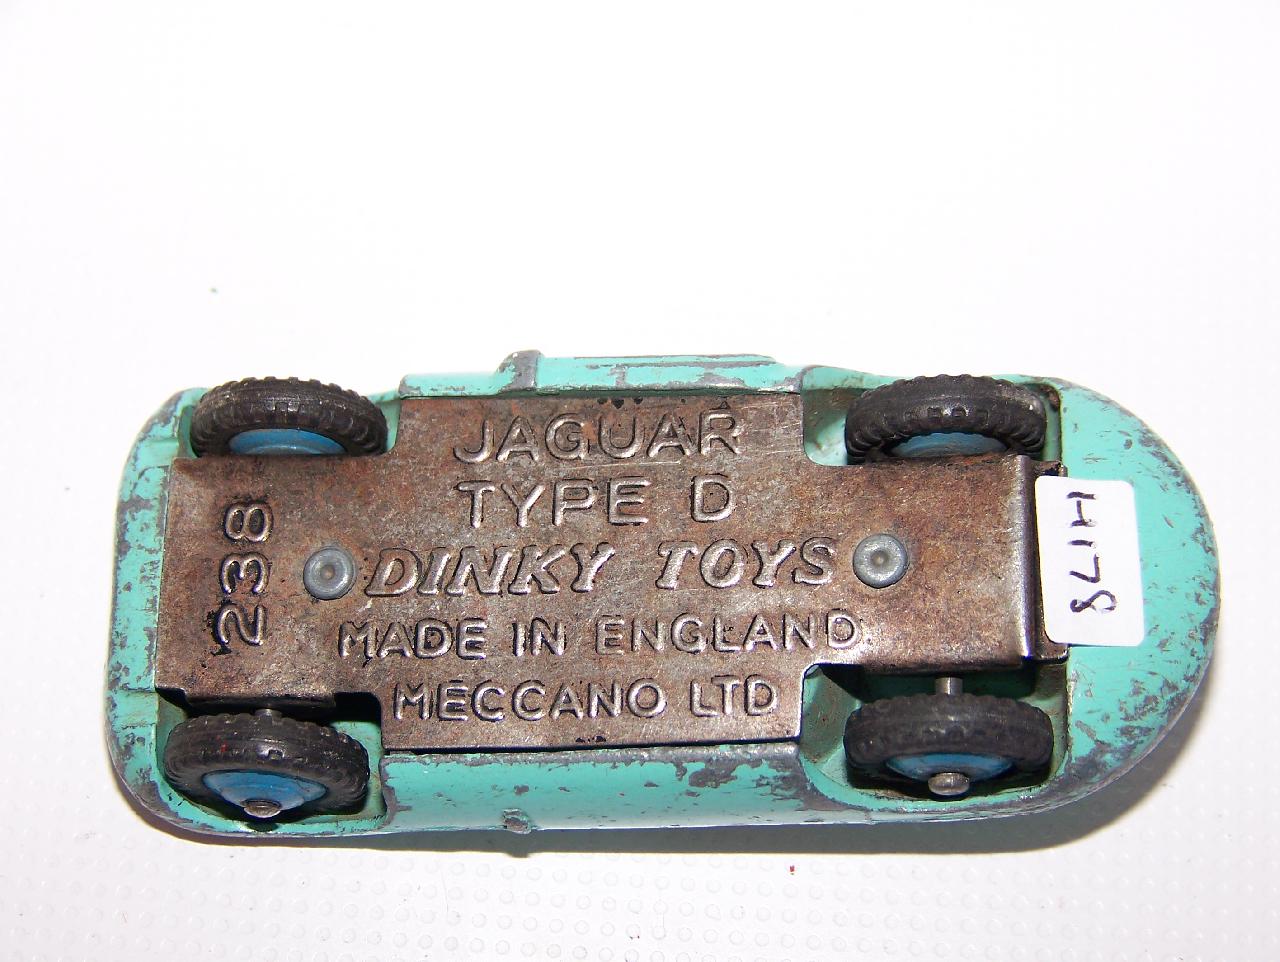 JAGUAR
TYPE D
DINKY TOYS
MADE IN ENGLAND
MECCANO LTD
238
H178